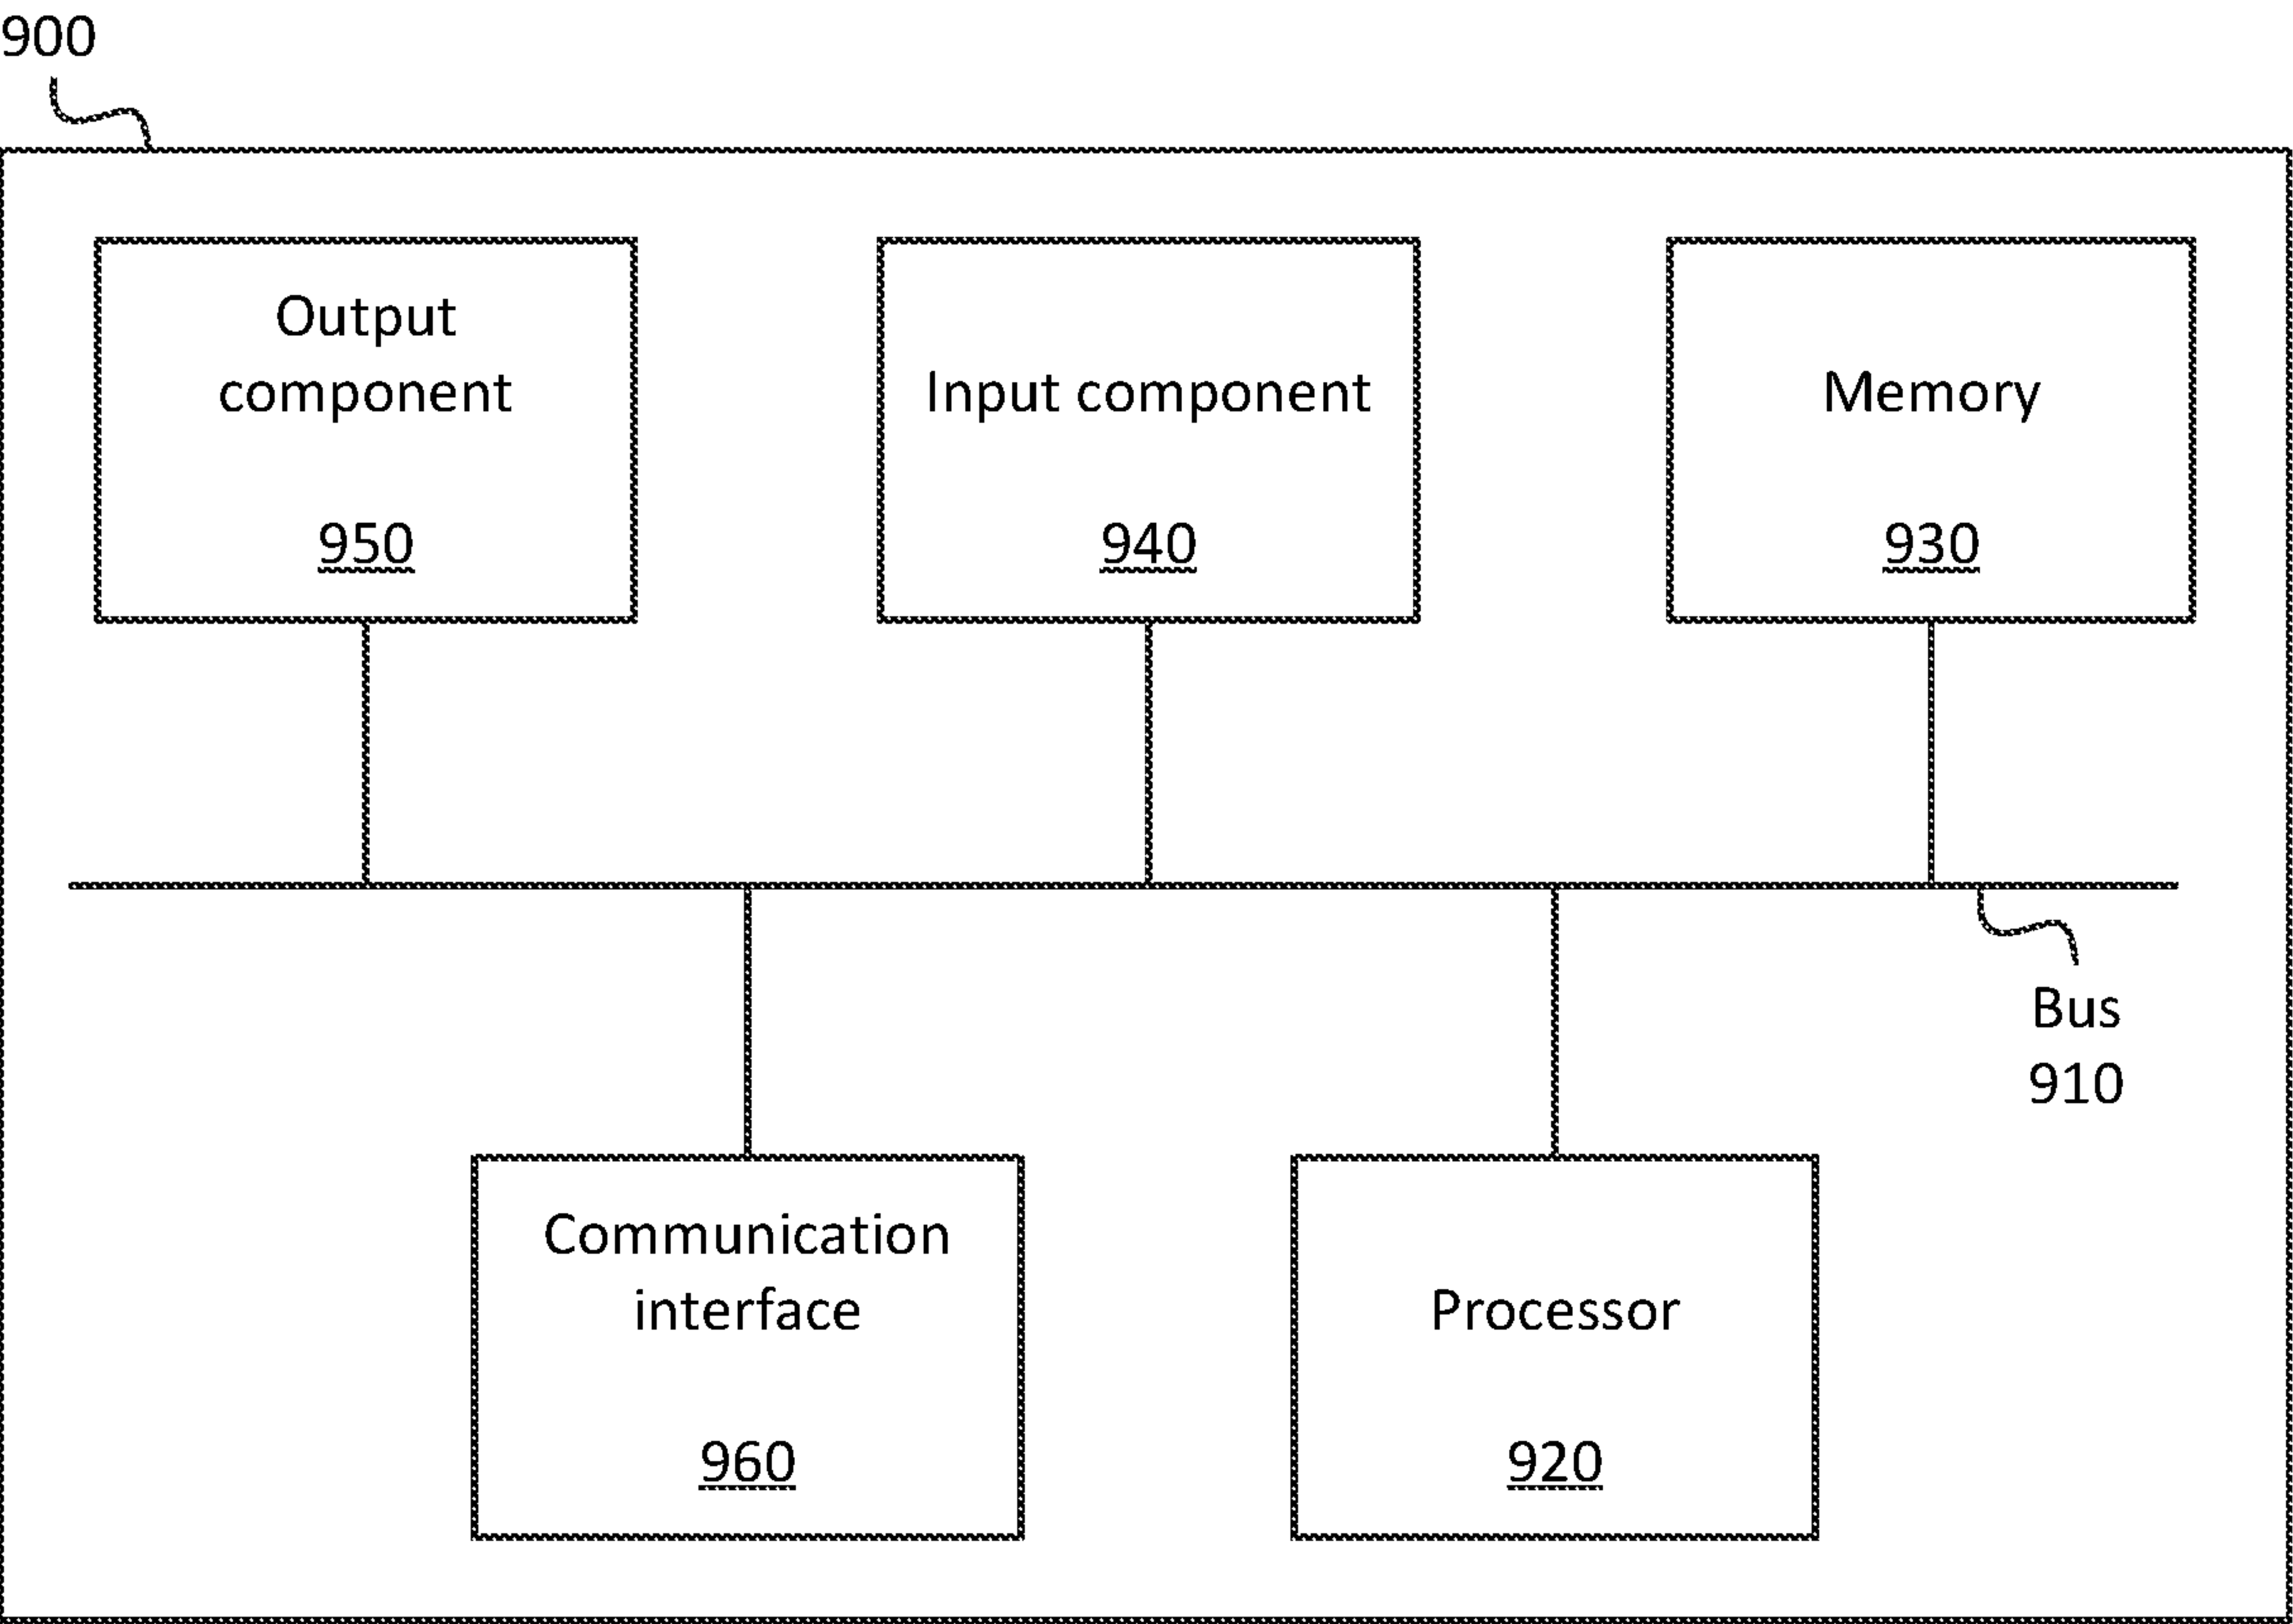 900
Output
component
950
Input component
940
Memory
930
Bus
910
Communication
interface
960
Processor
920